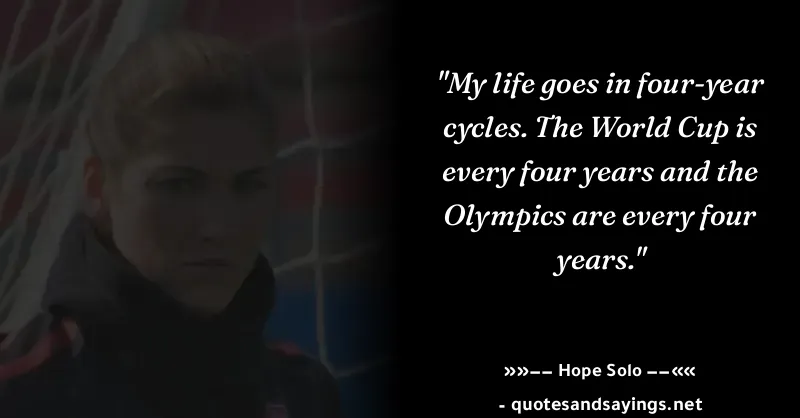 "My life goes in four-year
cycles. The World Cup is
every four years and the
Olympics are every four
years."
»»−− Hope Solo −−««
- quotesandsayings.net